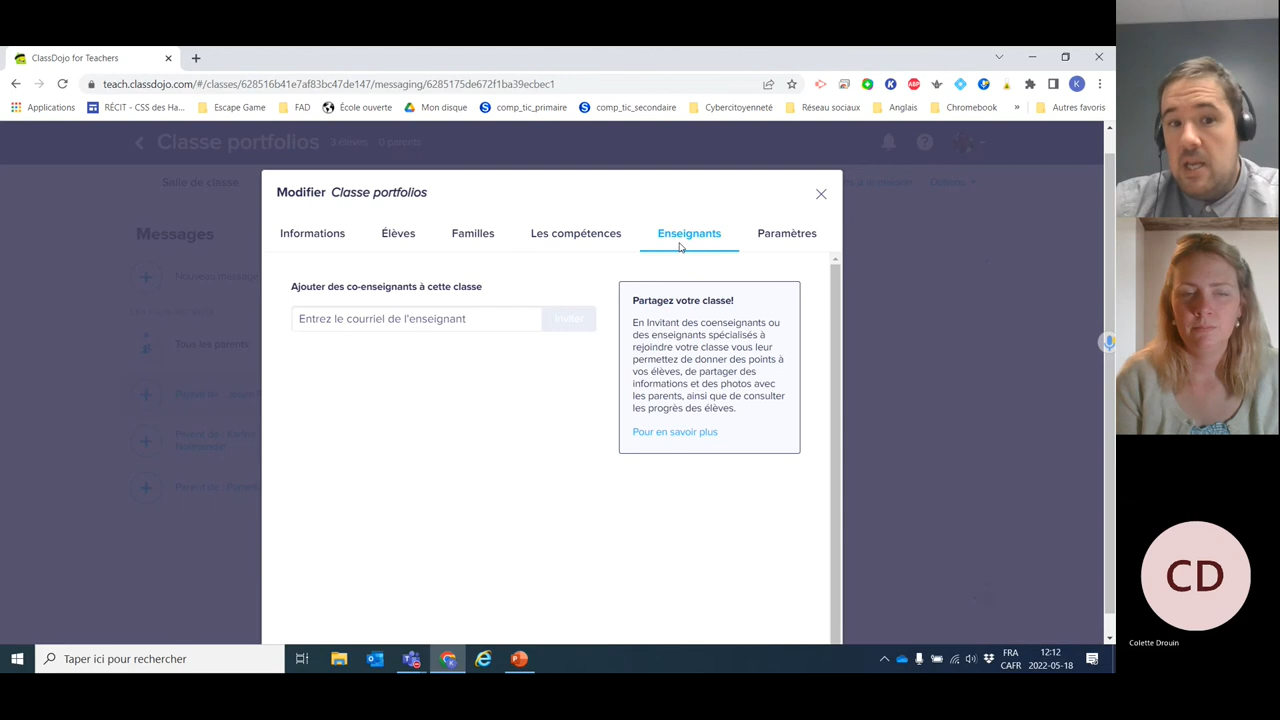 ClassDojo for Teachers
teach.classdojo.com/#/classes/628516b41e7af83bc47de147/messaging/6285175de672f1ba39ecbec1
K
Applications
RÉCIT - CSS des Ha...
Escape Game
FAD
École ouverte
Mon disque
comp_tic_primaire
comp_tic_secondaire
Cybercitoyenneté
Réseau sociaux
Anglais
Chromebook
»
Autres favoris
Classe portfolios 3 élèves 0 parents
Salle de classe
Modifier Classe portfolios
Messages
Informations
Élèves
Familles
Les compétences
Enseignants
Paramètres
Nouveau message
Tous les parents
Ajouter des co-enseignants à cette classe
Entrez le courriel de l'enseignant
Inviter
Partagez votre classe!
En Invitant des coenseignants ou
des enseignants spécialisés à
rejoindre votre classe vous leur
permettez de donner des points à
vos élèves, de partager des
informations et des photos avec
les parents, ainsi que de consulter
les progrès des élèves.
Pour en savoir plus
CD
Colette Drouin
Taper ici pour rechercher
FRA
CAFR
12:12
2022-05-18